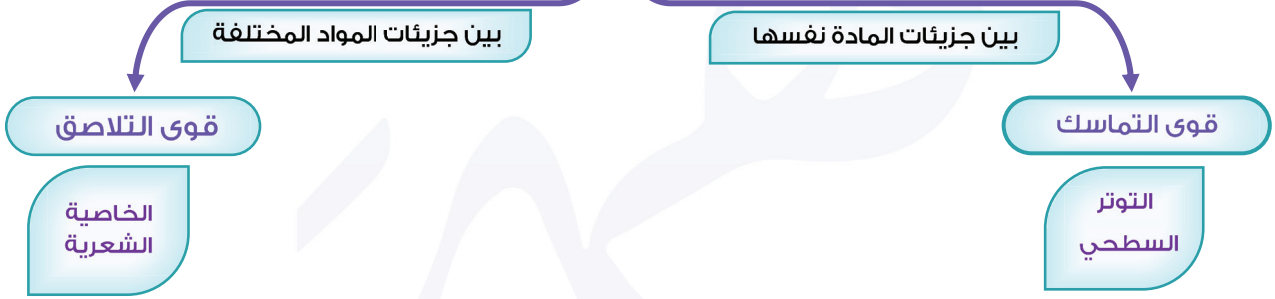 بين جزيئات المادة نفسها
بين جزيئات المواد المختلفة
قوى التماسك
قوى التلاصق
التوتر
السطحي
الخاصية
الشعرية